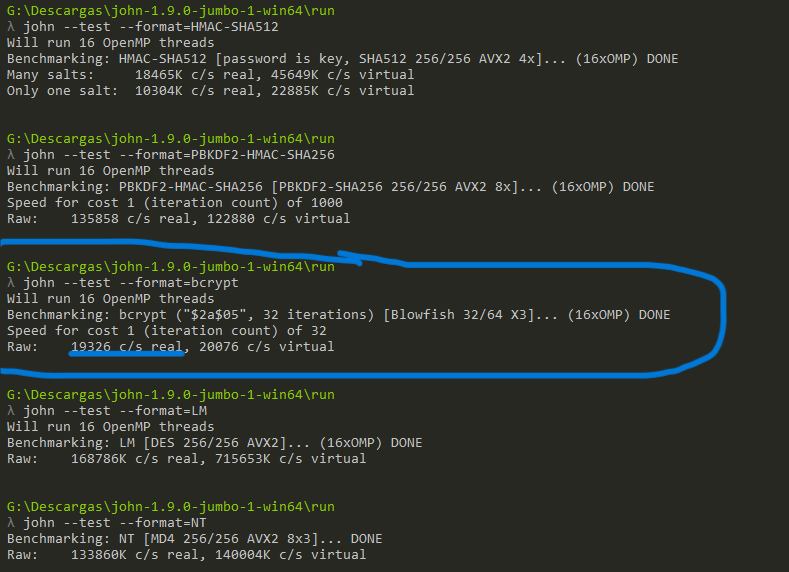 G:\Descargas\john-1.9.0-jumbo-1-win64\run
λ john --test --format=HMAC-SHA512
Will run 16 OpenMP threads
Benchmarking: HMAC-SHA512 [password is key, SHA512 256/256 AVX2 4x]... (16xOMP) DONE
Many salts:     18465K c/s real, 45649K c/s virtual
Only one salt:  10304K c/s real, 22885K c/s virtual
G:\Descargas\john-1.9.0-jumbo-1-win64\run
λ john --test --format=PBKDF2-HMAC-SHA256
Will run 16 OpenMP threads
Benchmarking: PBKDF2-HMAC-SHA256 [PBKDF2-SHA256 256/256 AVX2 8x]... (16xOMP) DONE
Speed for cost 1 (iteration count) of 1000
Raw:    135858 c/s real, 122880 c/s virtual
G:\Descargas\john-1.9.0-jumbo-1-win64\run
λ john --test --format=bcrypt
Will run 16 OpenMP threads
Benchmarking: bcrypt ("$2a$05", 32 iterations) [Blowfish 32/64 X3]... (16xOMP) DONE
Speed for cost 1 (iteration count) of 32
Raw:    19326 c/s real, 20076 c/s virtual
G:\Descargas\john-1.9.0-jumbo-1-win64\run
λ john --test --format=LM
Will run 16 OpenMP threads
Benchmarking: LM [DES 256/256 AVX2]... (16xOMP) DONE
Raw:    168786K c/s real, 715653K c/s virtual
G:\Descargas\john-1.9.0-jumbo-1-win64\run
λ john --test --format=NT
Benchmarking: NT [MD4 256/256 AVX2 8x3]... DONE
Raw:    133860K c/s real, 140004K c/s virtual